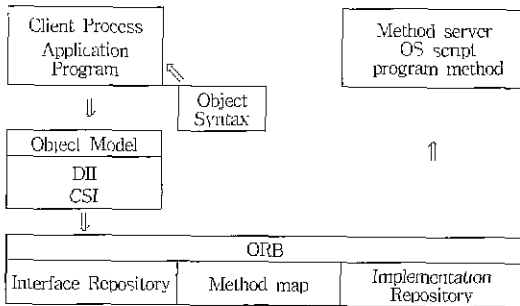 Client Process
Application
Program
Object
Syntax
Method server
OS script
program method
Object Model
DII
CSI
ORB
Interface Repository
Method map
Implementation
Repository